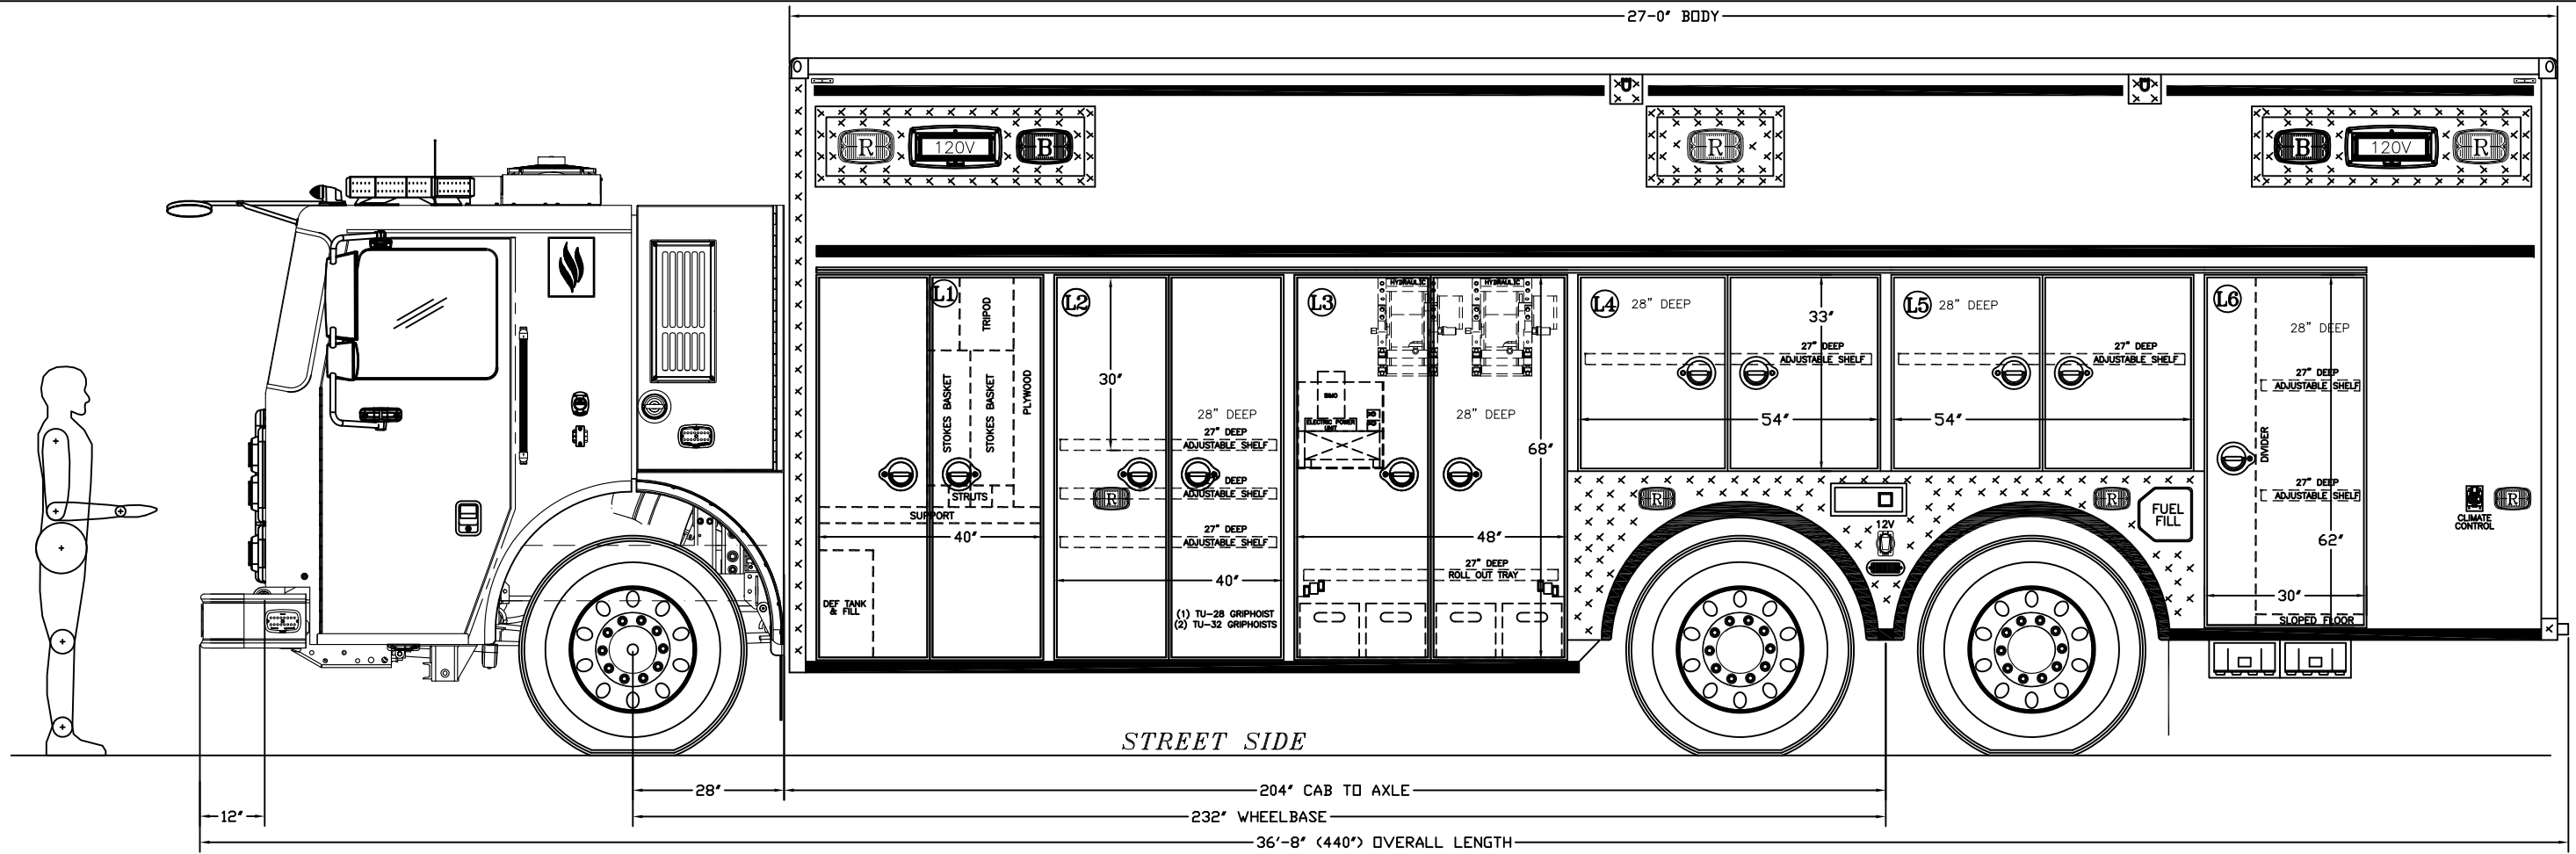 27-0" BODY
R 120V B
R
B 120V R
L1
TRIPOD
STOKES BASKET
STOKES BASKET
PLYWOOD
STRUTS
SUPPORT
40"
DEF TANK
& FILL
L2
30"
28" DEEP
27" DEEP
ADJUSTABLE SHELF
R
DEEP
ADJUSTABLE SHELF
27" DEEP
ADJUSTABLE SHELF
40"
(1) TU-28 GRIPHOIST
(2) TU-32 GRIPHOISTS
L3
HYDRAULIC
HYDRAULIC
SIMO
ELECTRIC POWER
UNIT
28" DEEP
68"
48"
27" DEEP
ROLL OUT TRAY
L4
28" DEEP
33"
27" DEEP
ADJUSTABLE SHELF
54"
L5
28" DEEP
27" DEEP
ADJUSTABLE SHELF
54"
R
12V
R
FUEL
FILL
L6
28" DEEP
27" DEEP
ADJUSTABLE SHELF
DIVIDER
27" DEEP
ADJUSTABLE SHELF
62"
30"
SLOPED FLOOR
R
CLIMATE
CONTROL
STREET SIDE
28"
204" CAB TO AXLE
12"
232" WHEELBASE
36'-8" (440") OVERALL LENGTH